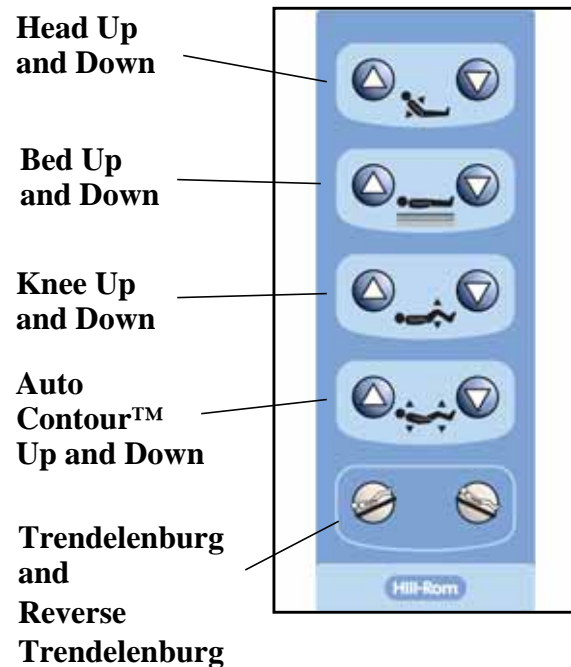 Head Up
and Down
Bed Up
and Down
Knee Up
and Down
Auto
Contour™
Up and Down
Trendelenburg
and
Reverse
Trendelenburg
Hill-Rom